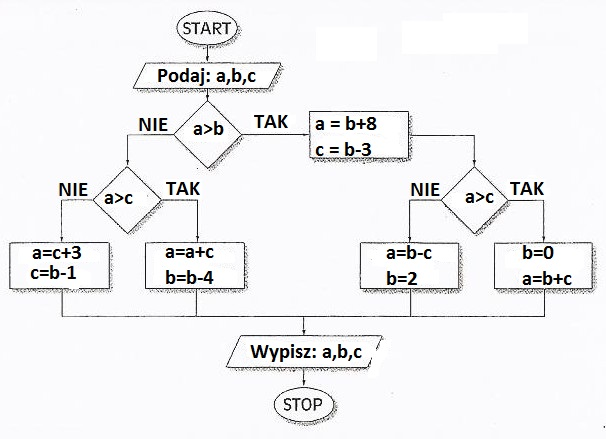 START
Podaj: a,b,c
NIE
a>b
TAK
a = b+8
c = b-3
NIE
a>c
TAK
NIE
a>c
TAK
a=c+3
c=b-1
a=a+c
b=b-4
a=b-c
b=2
b=0
a=b+c
Wypisz: a,b,c
STOP